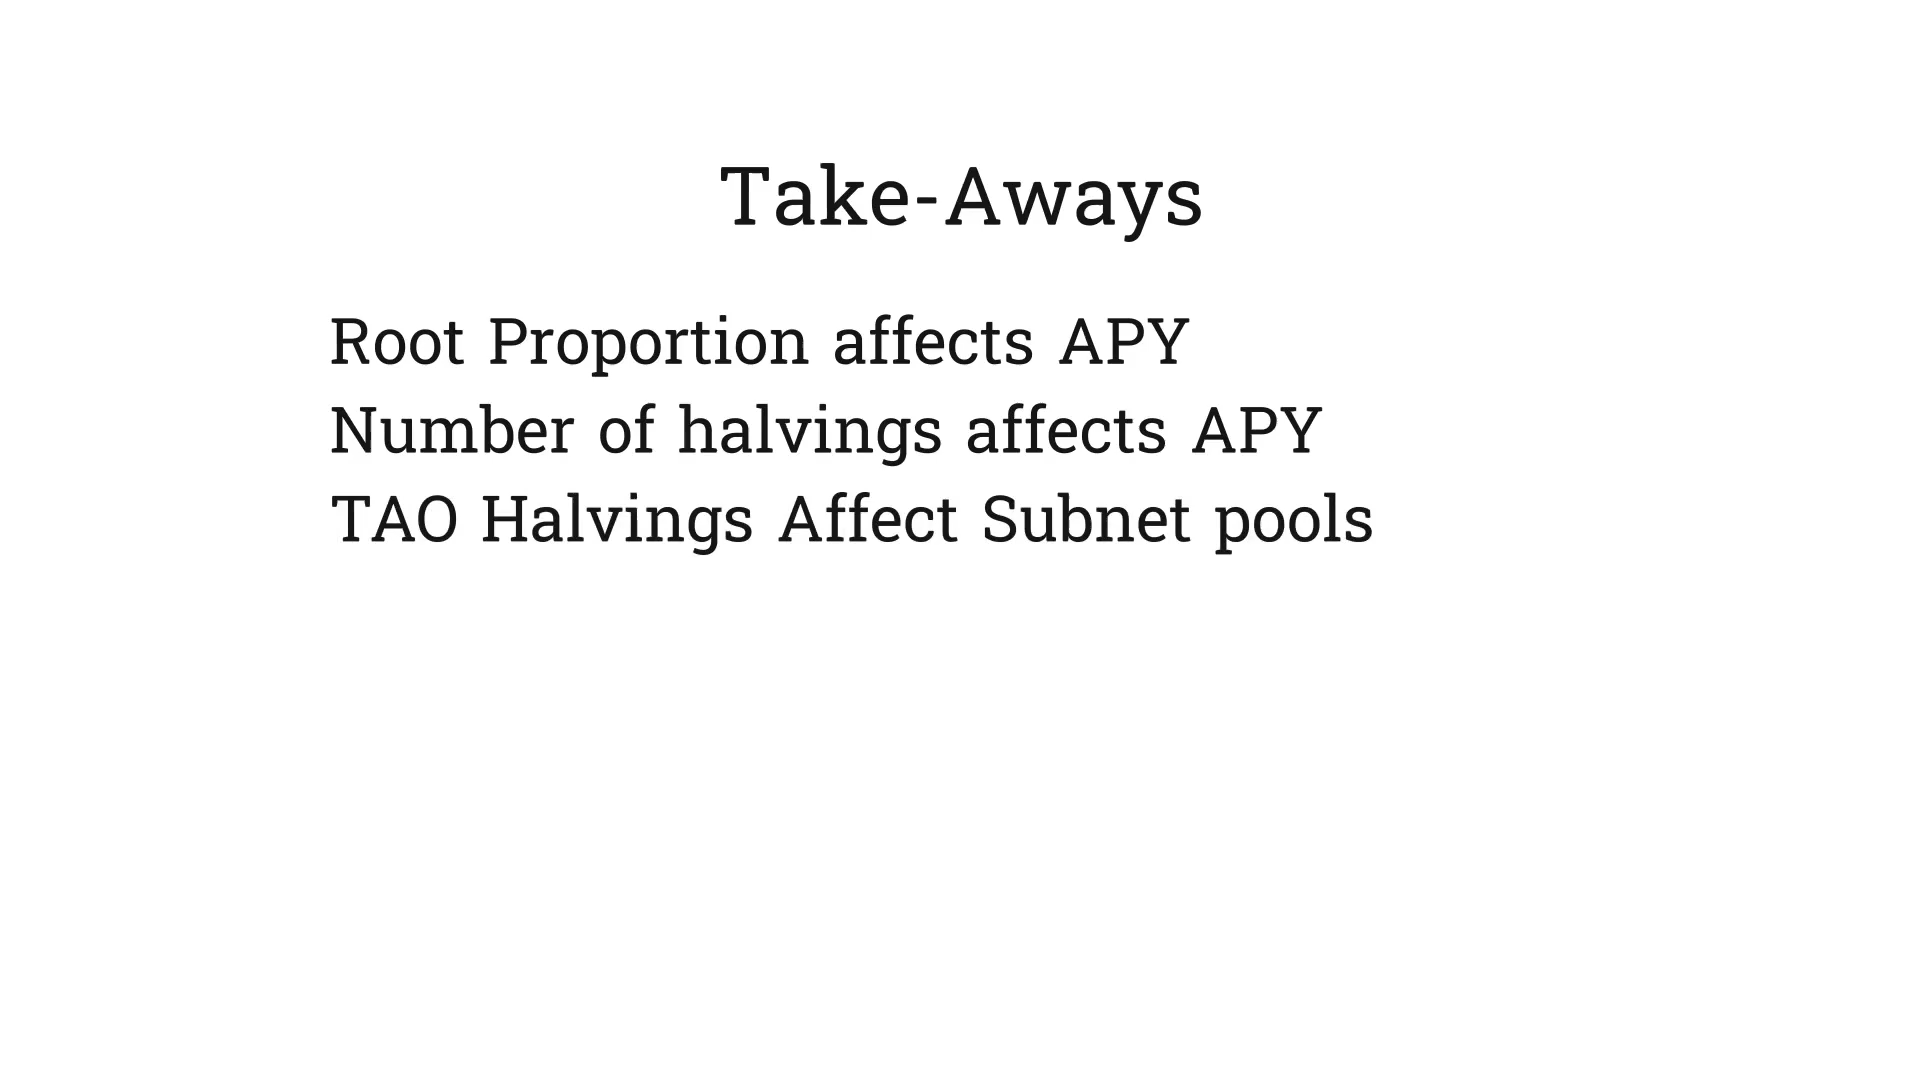 Take-Aways
Root Proportion affects APY
Number of halvings affects APY
TAO Halvings Affect Subnet pools